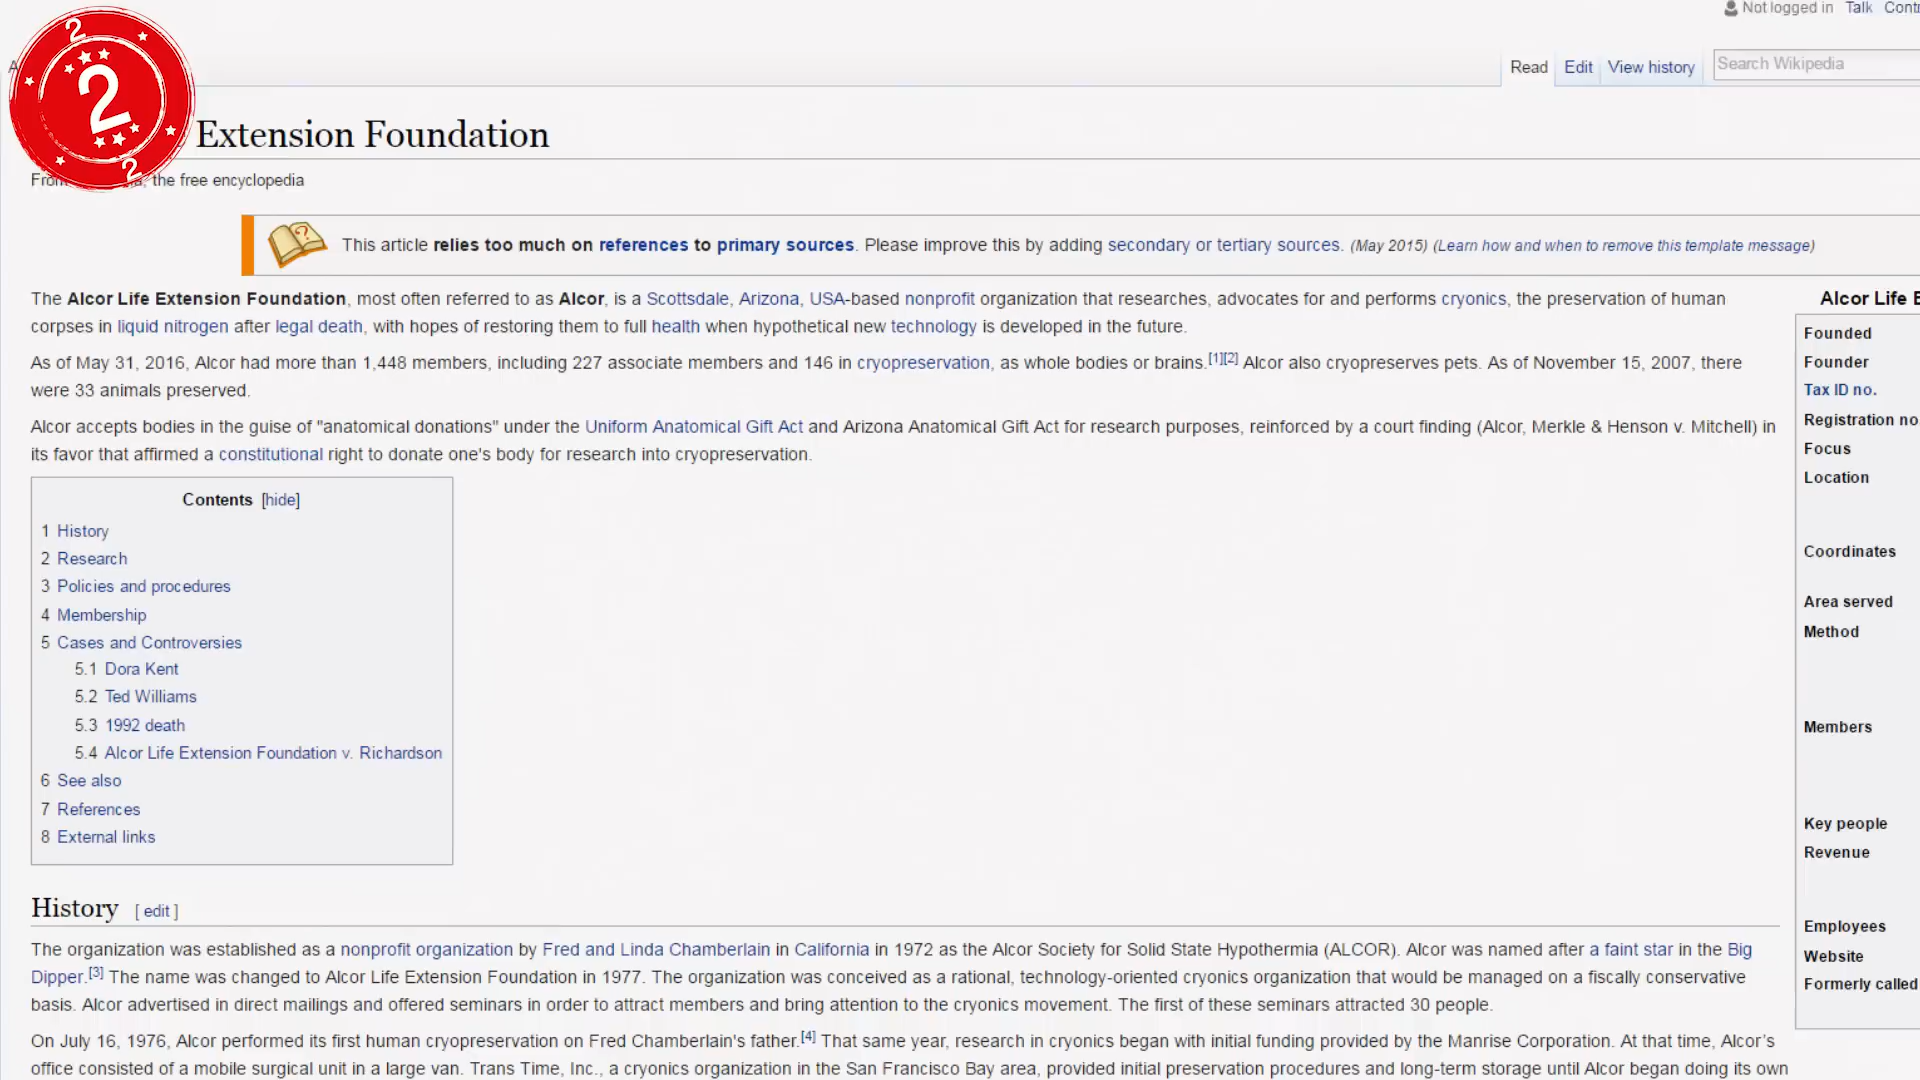 Not logged in Talk
2
2
2
Read Edit View history Search Wikipedia
Extension Foundation
the free encyclopedia
This article relies too much on references to primary sources. Please improve this by adding secondary or tertiary sources. (May 2015) (Learn how and when to remove this template message)
The Alcor Life Extension Foundation, most often referred to as Alcor, is a Scottsdale, Arizona, USA-based nonprofit organization that researches, advocates for and performs cryonics, the preservation of human
corpses in liquid nitrogen after legal death, with hopes of restoring them to full health when hypothetical new technology is developed in the future.
As of May 31, 2016, Alcor had more than 1,448 members, including 227 associate members and 146 in cryopreservation, as whole bodies or brains.[1][2] Alcor also cryopreserves pets. As of November 15, 2007, there
were 33 animals preserved.
Alcor accepts bodies in the guise of "anatomical donations" under the Uniform Anatomical Gift Act and Arizona Anatomical Gift Act for research purposes, reinforced by a court finding (Alcor, Merkle & Henson v. Mitchell) in
its favor that affirmed a constitutional right to donate one's body for research into cryopreservation.
Contents [hide]
1 History
2 Research
3 Policies and procedures
4 Membership
5 Cases and Controversies
5.1 Dora Kent
5.2 Ted Williams
5.3 1992 death
5.4 Alcor Life Extension Foundation v. Richardson
6 See also
7 References
8 External links
History [ edit ]
The organization was established as a nonprofit organization by Fred and Linda Chamberlain in California in 1972 as the Alcor Society for Solid State Hypothermia (ALCOR). Alcor was named after a faint star in the Big
Dipper.[3] The name was changed to Alcor Life Extension Foundation in 1977. The organization was conceived as a rational, technology-oriented cryonics organization that would be managed on a fiscally conservative
basis. Alcor advertised in direct mailings and offered seminars in order to attract members and bring attention to the cryonics movement. The first of these seminars attracted 30 people.
On July 16, 1976, Alcor performed its first human cryopreservation on Fred Chamberlain's father.[4] That same year, research in cryonics began with initial funding provided by the Manrise Corporation. At that time, Alcor's
office consisted of a mobile surgical unit in a large van. Trans Time, Inc., a cryonics organization in the San Francisco Bay area, provided initial preservation procedures and long-term storage until Alcor began doing its own
Alcor Life E
Founded
Founder
Tax ID no.
Registration no.
Focus
Location
Coordinates
Area served
Method
Members
Key people
Revenue
Employees
Website
Formerly called